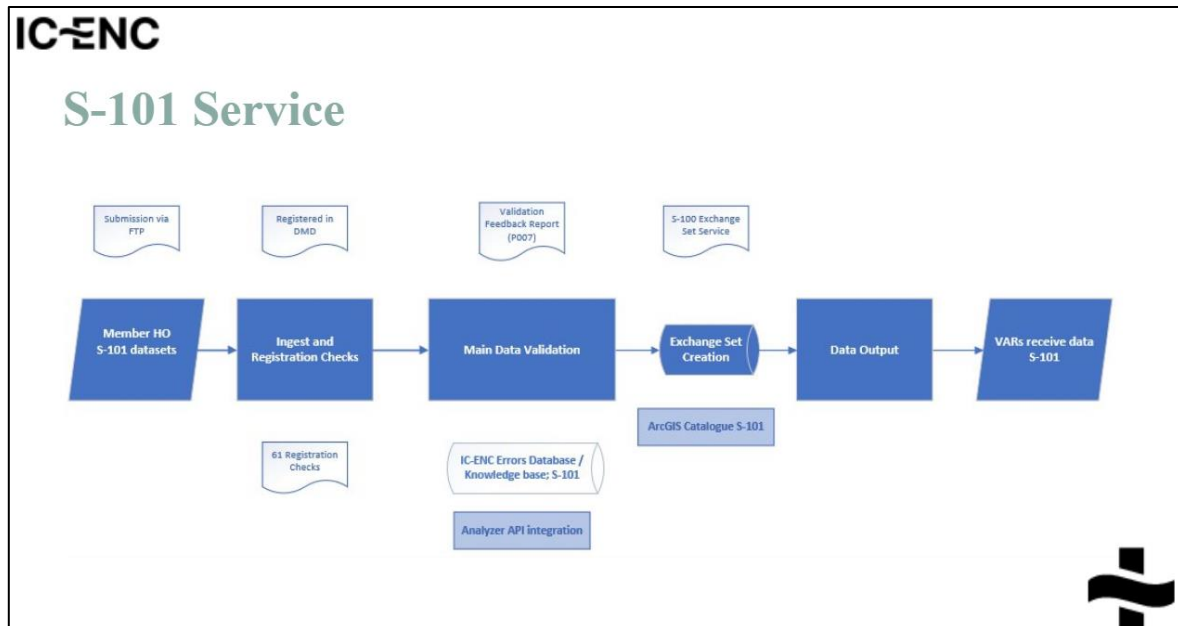 IC-ENC
S-101 Service
Submission via
FTP
Registered in
DMD
Validation
Feedback Report
(P007)
S-100 Exchange
Set Service
Member HO
S-101 datasets
Ingest and
Registration Checks
Main Data Validation
Exchange Set
Creation
Data Output
VARs receive data
S-101
ArcGIS Catalogue S-101
61 Registration
Checks
IC-ENC Errors Database /
Knowledge base; S-101
Analyzer API integration